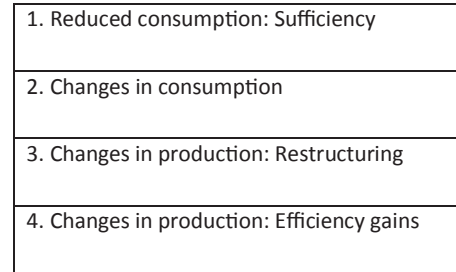 1. Reduced consumption: Sufficiency
2. Changes in consumption
3. Changes in production: Restructuring
4. Changes in production: Efficiency gains